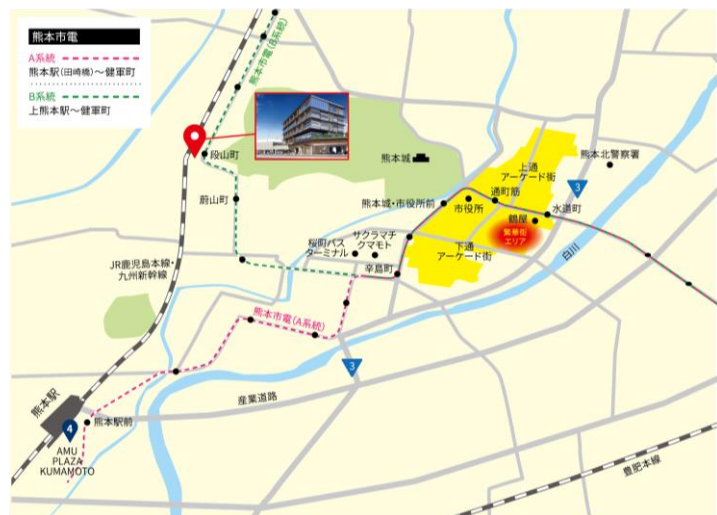 熊本市電
A系統
熊本駅(田崎橋)〜健軍町
B系統
上熊本駅〜健軍町
熊本市電(B系統)
段山町
熊本城
蔚山町
上通
アーケード街
熊本北警察署
3
通町筋
熊本城・市役所前
市役所
水道町
鶴屋
繁華街
エリア
桜町バス
ターミナル
サクラマチ
クマモト
下通
アーケード街
白川
辛島町
JR鹿児島本線・
九州新幹線
熊本市電(A系統)
3
産業道路
熊本駅
熊本駅前
4
AMU
PLAZA
KUMAMOTO
豊肥本線